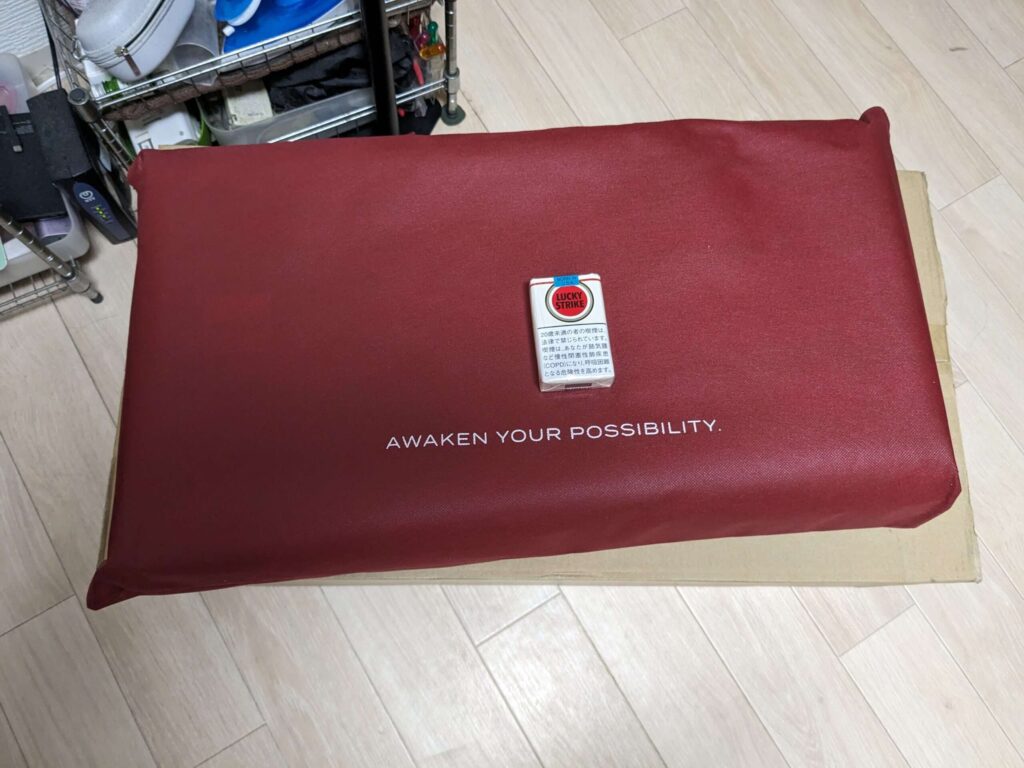 LUCKY
STRIKE
20歳未満の者の喫煙は、
法律で禁じられています。
喫煙は、あなたが肺気腫
など慢性閉塞性肺疾患
(COPD)になり、呼吸困難
となる危険性を高めます。
AWAKEN YOUR POSSIBILITY.